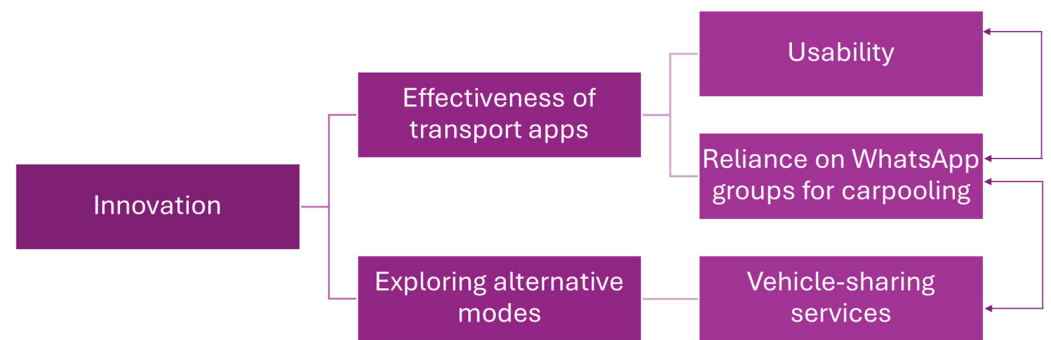 Innovation
Effectiveness of
transport apps
Exploring alternative
modes
Usability
Reliance on WhatsApp
groups for carpooling
Vehicle-sharing
services